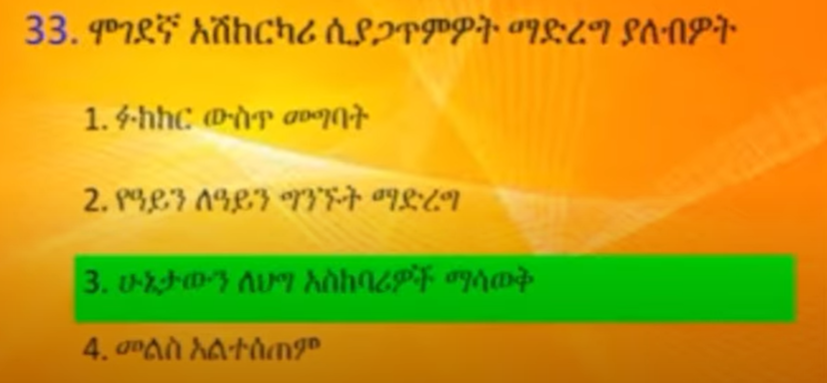 33. ሞገደኛ አሽከርካሪ ሲያጋጥምዎት ማድረግ ያለብዎት
1. ፉክክር ውስጥ መግባት
2. የዓይን ለዓይን ግንኙት ማድረግ
3. ሁኔታውን ለህግ አስከባሪዎች ማሳወቅ
4. መልስ አልተሰጠም